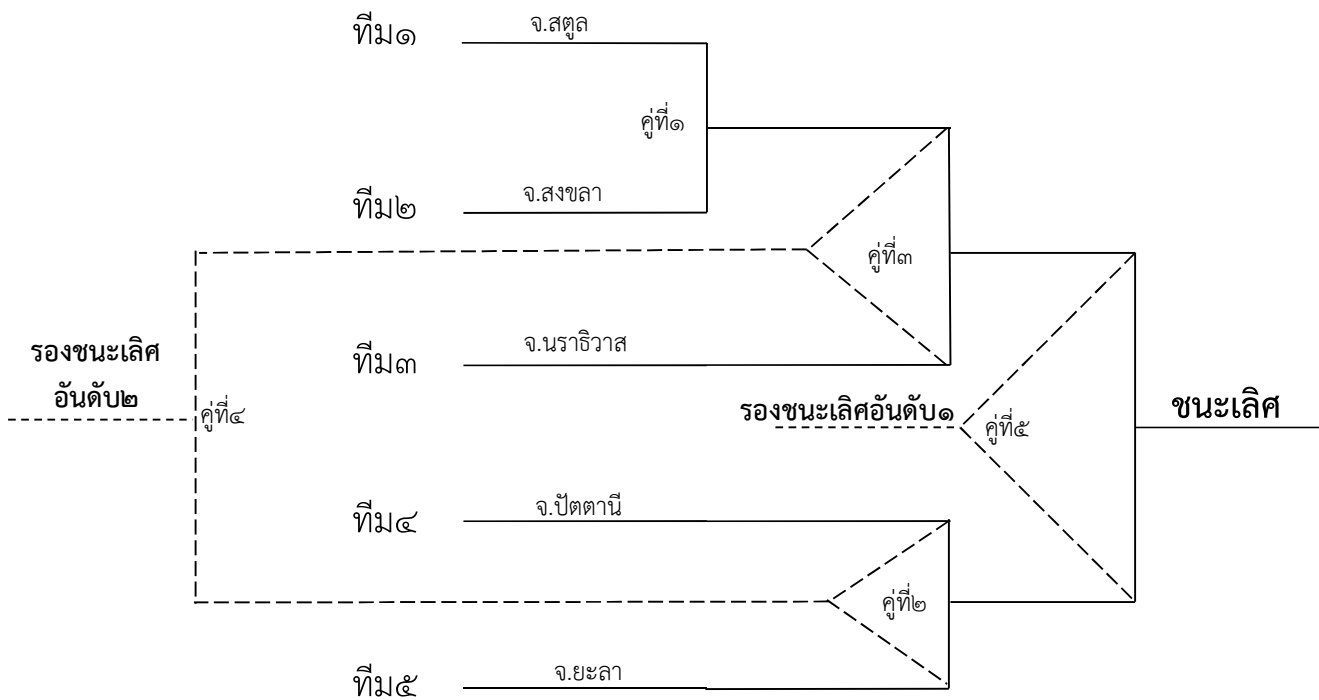 ทีม๑
จ.สตูล
คู่ที่๑
ทีม๒
จ.สงขลา
คู่ที่๓
ทีม๓
จ.นราธิวาส
รองชนะเลิศ
อันดับ๒
คู่ที่๔
รองชนะเลิศอันดับ๑
คู่ที่๕
ชนะเลิศ
ทีม๔
จ.ปัตตานี
คู่ที่๒
ทีม๕
จ.ยะลา